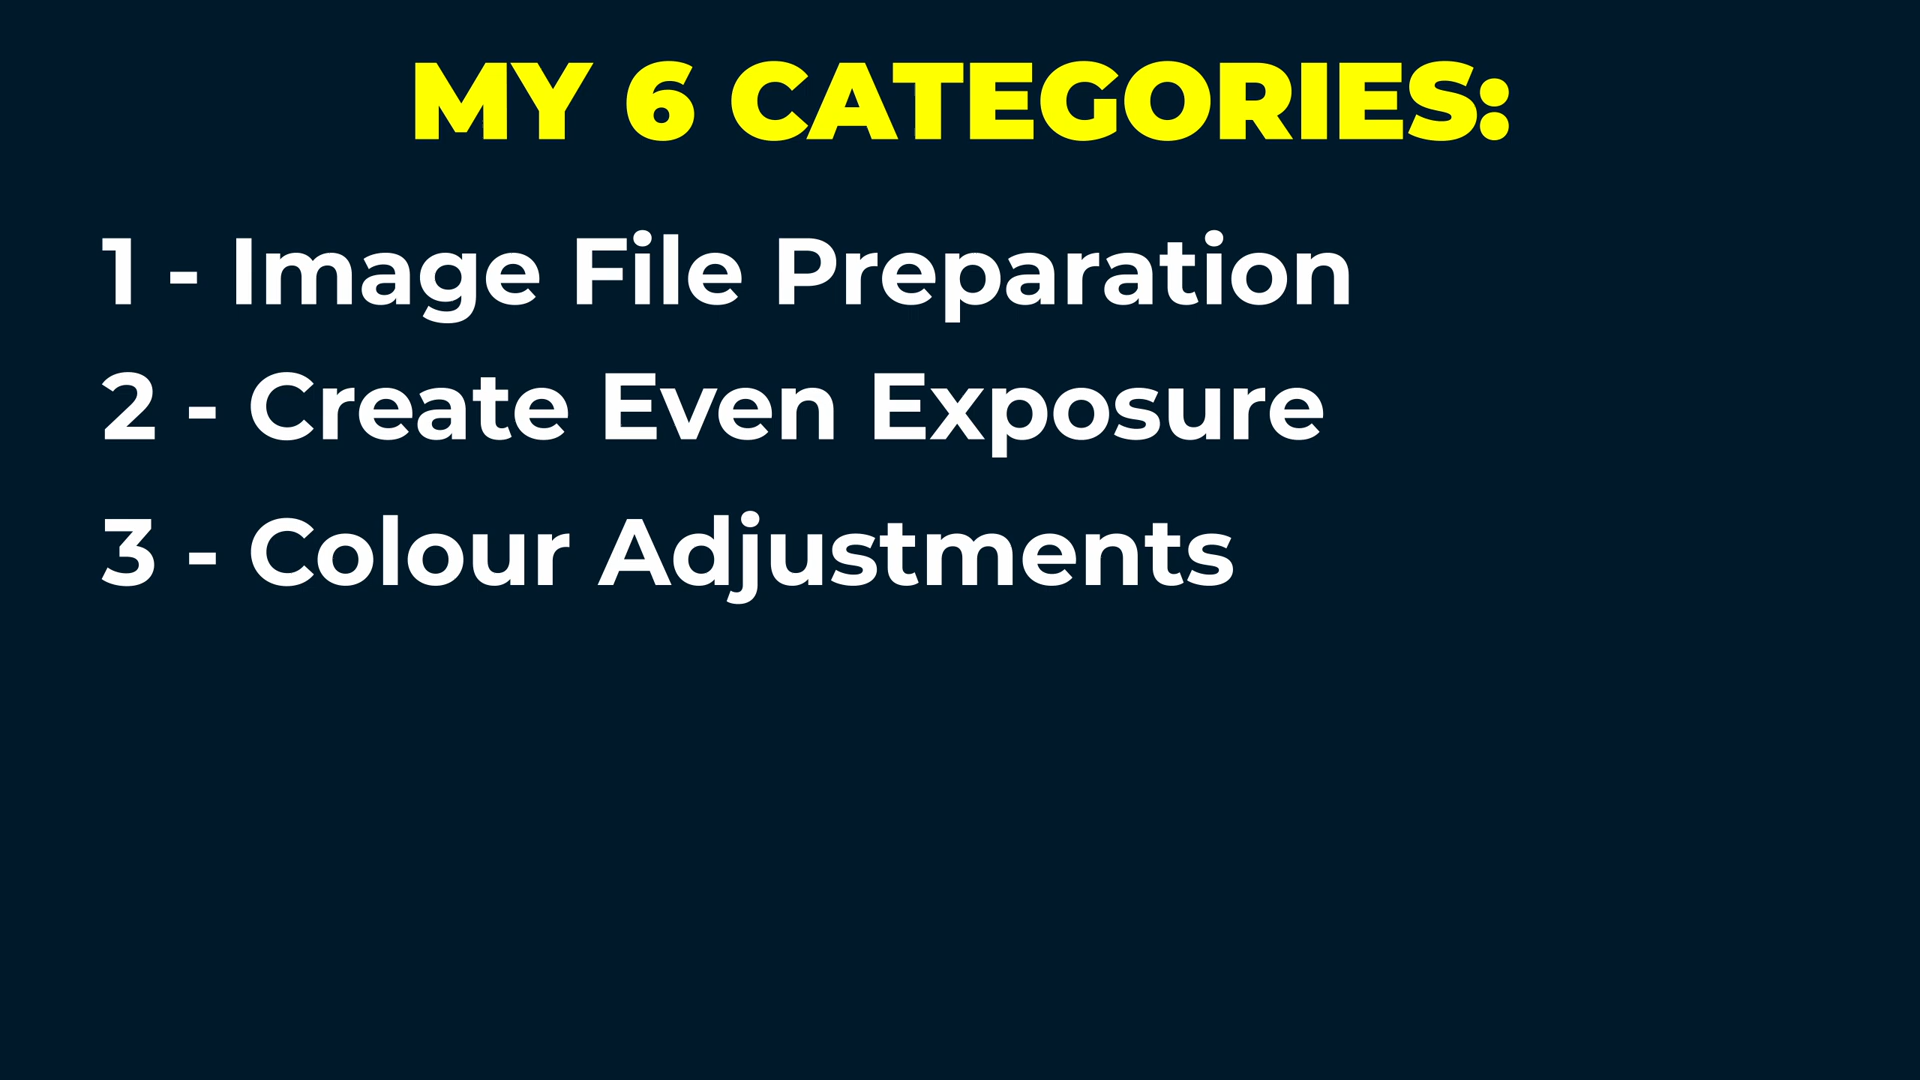 MY 6 CATEGORIES:
1 - Image File Preparation
2 - Create Even Exposure
3 - Colour Adjustments